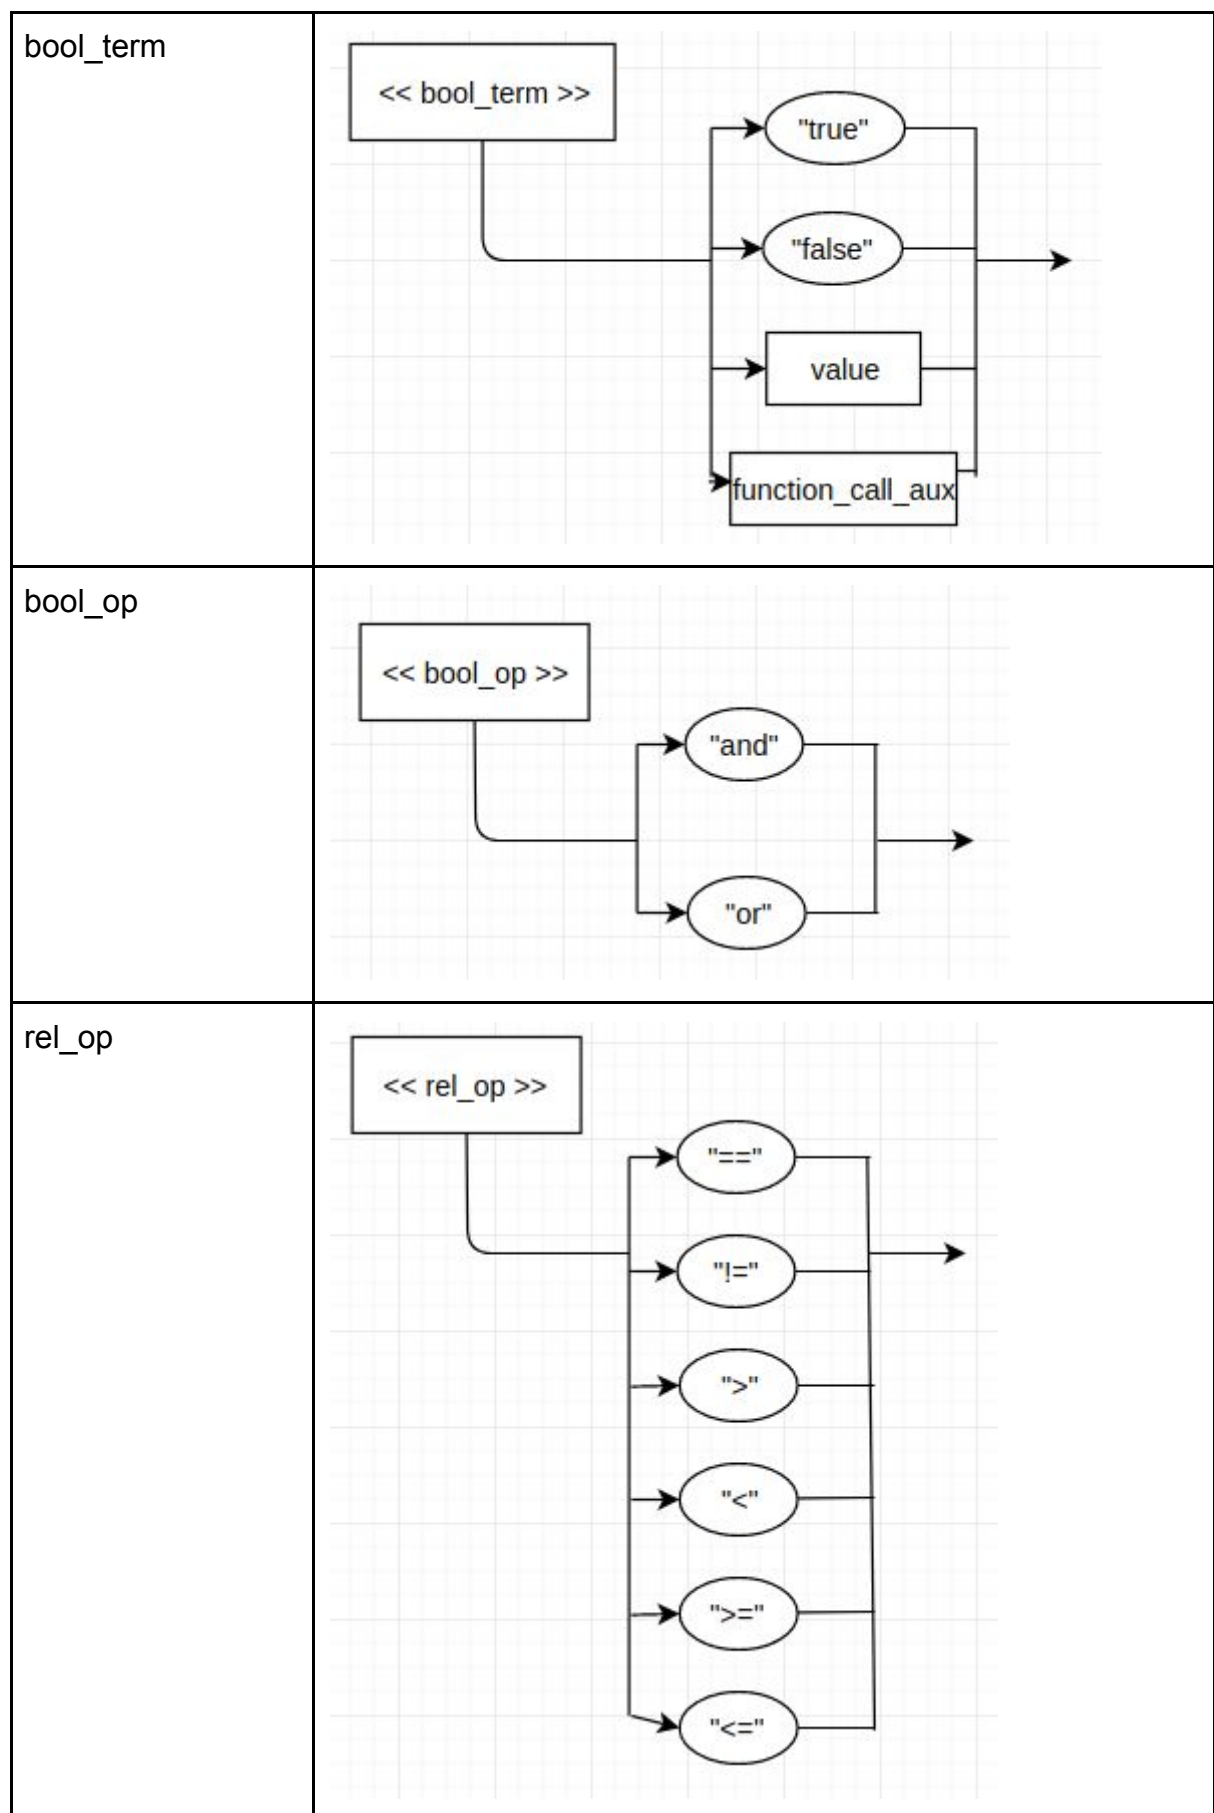 bool_term
<< bool_term >>
"true"
"false"
value
function_call_aux
bool_op
<< bool_op >>
"and"
"or"
rel_op
<< rel_op >>
"=="
"!="
">"
"<"
">="
"<="